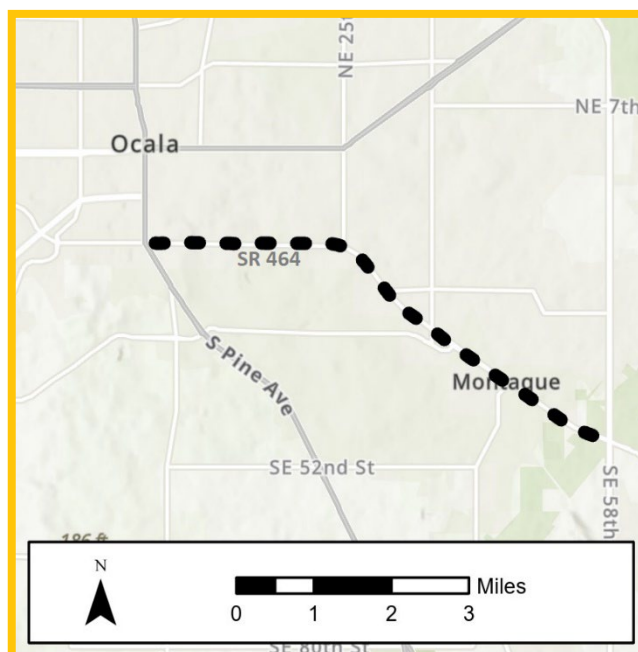 NE 25t
NE 7th
Ocala
SR 464
S Pine Ave
Montague
SE 52nd St
SE 58th
186 ft
N
Miles
0 1 2 3
SE 80th St